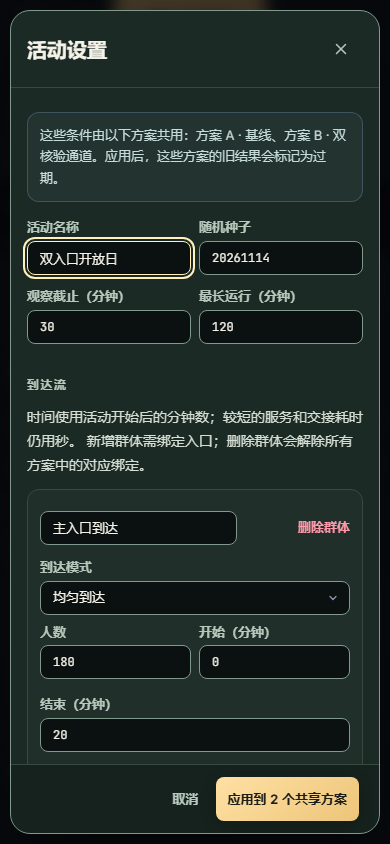 活动设置
这些条件由以下方案共用：方案 A · 基线、方案 B · 双
核验通道。应用后，这些方案的旧结果会标记为过
期。
活动名称 随机种子
双入口开放日 20261114
观察截止（分钟） 最长运行（分钟）
30 120
到达流
时间使用活动开始后的分钟数；较短的服务和交接耗时
仍用秒。 新增群体需绑定入口；删除群体会解除所有
方案中的对应绑定。
主入口到达 删除群体
到达模式
均匀到达
人数 开始（分钟）
180 0
结束（分钟）
20
取消 应用到 2 个共享方案